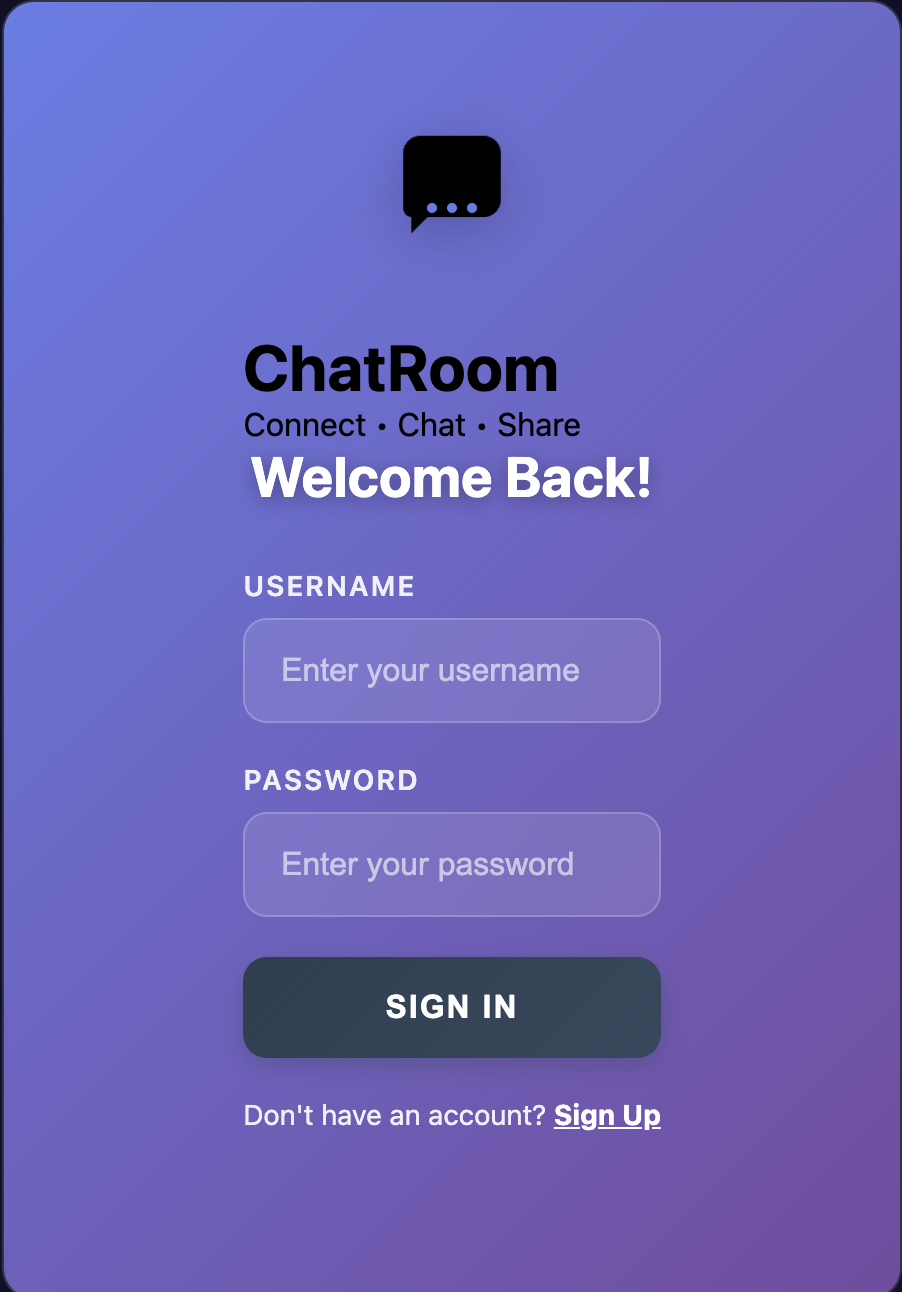 ChatRoom
Connect • Chat • Share
Welcome Back!
USERNAME
Enter your username
PASSWORD
Enter your password
SIGN IN
Don't have an account? Sign Up